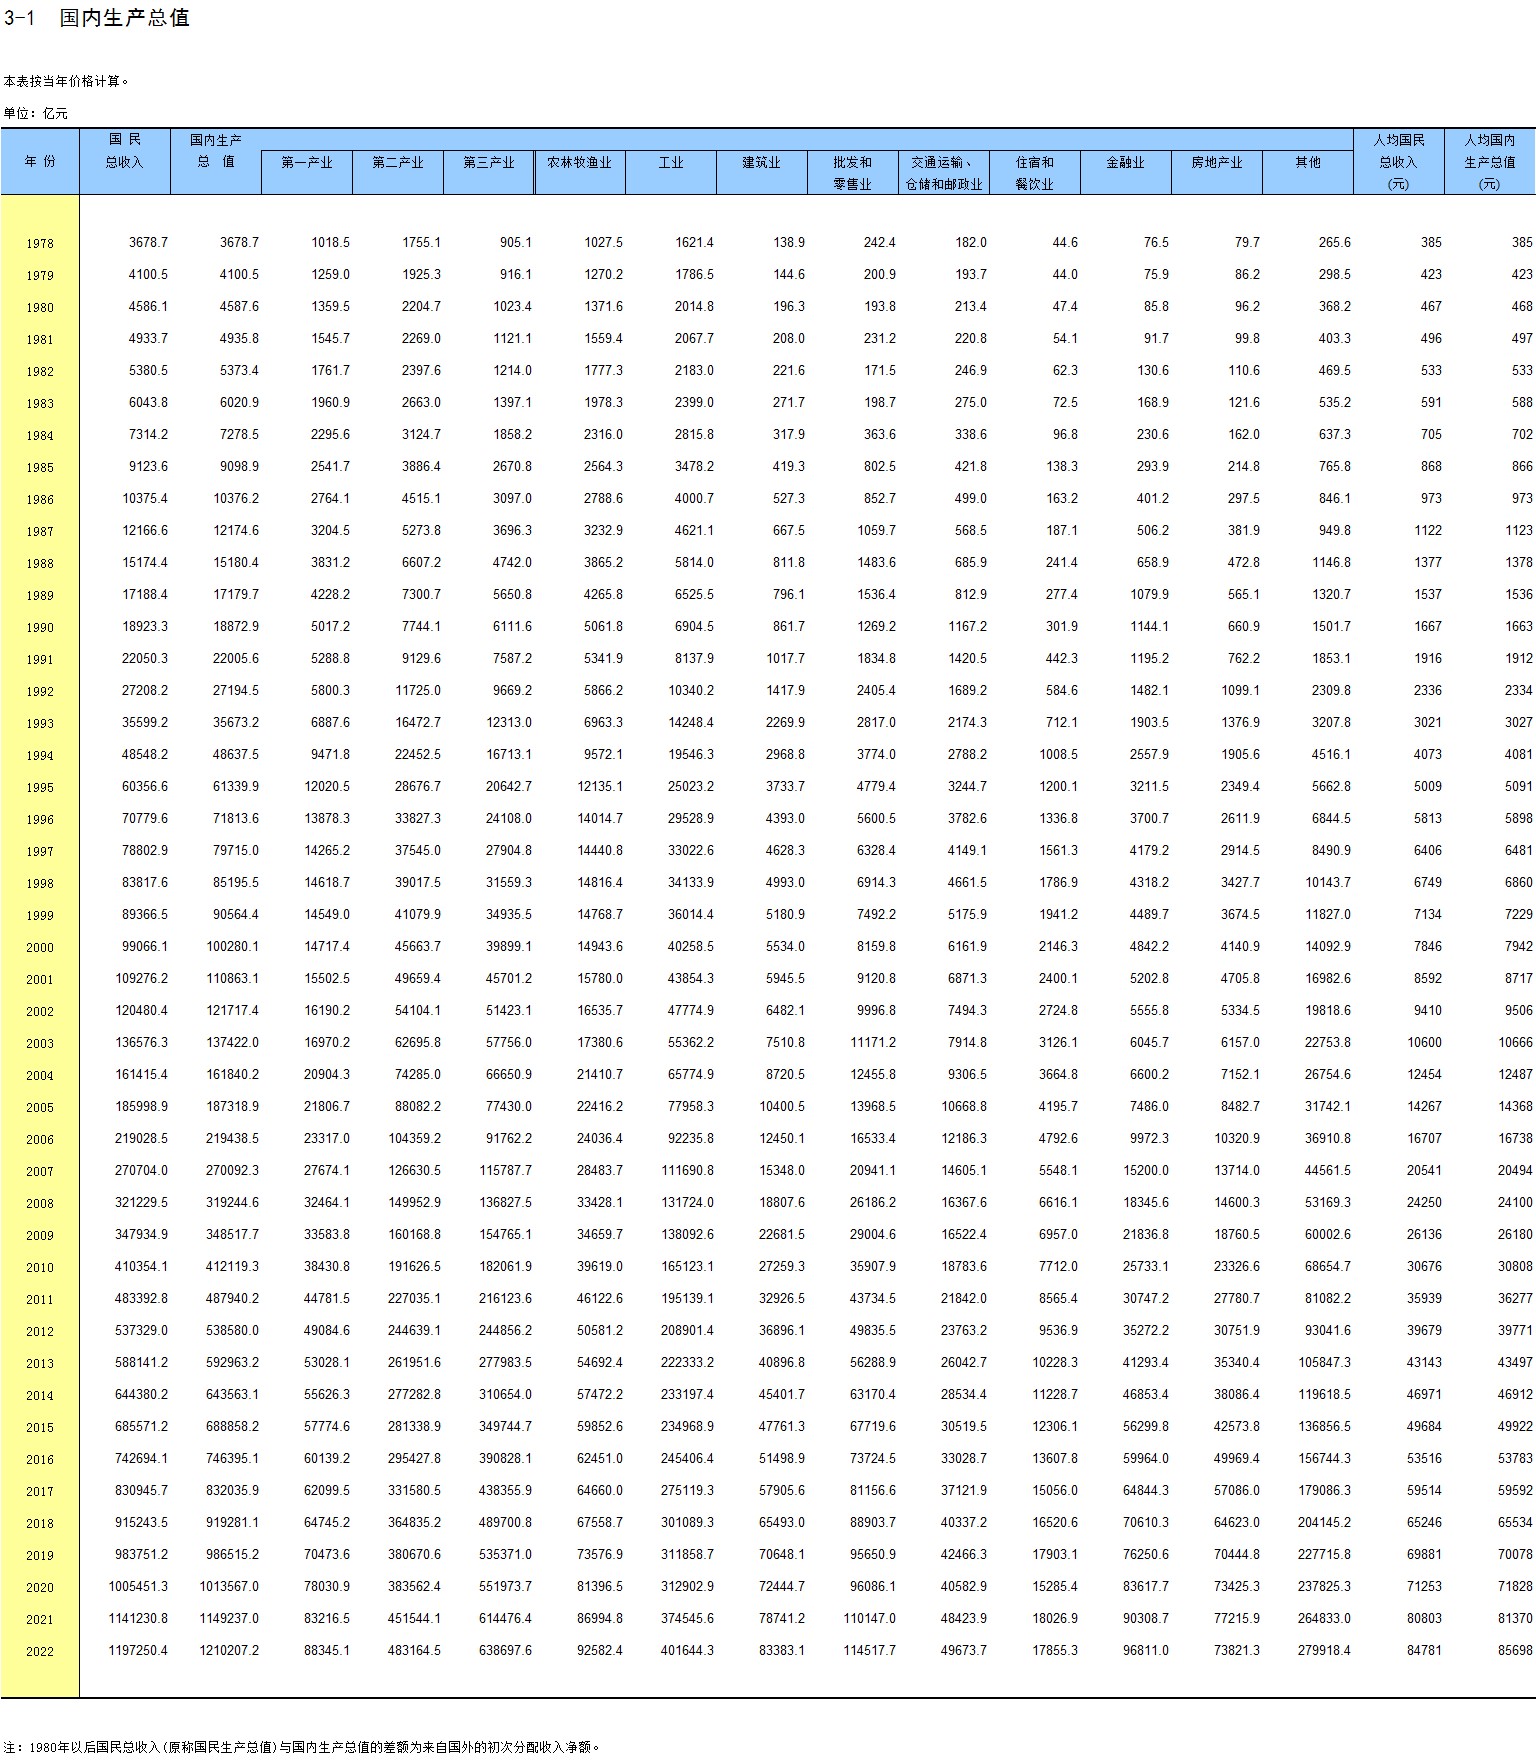 3-1 国内生产总值
本表按当年价格计算。
单位：亿元
年 份 国 民 总收入 国内生产 总 值 第一产业 第二产业 第三产业 农林牧渔业 工业 建筑业 批发和 零售业 交通运输、 仓储和邮政业 住宿和 餐饮业 金融业 房地产业 其他 人均国民 总收入 (元) 人均国内 生产总值 (元)
1978 3678.7 3678.7 1018.5 1755.1 905.1 1027.5 1621.4 138.9 242.4 182.0 44.6 76.5 79.7 265.6 385 385
1979 4100.5 4100.5 1259.0 1925.3 916.1 1270.2 1786.5 144.6 200.9 193.7 44.0 75.9 86.2 298.5 423 423
1980 4586.1 4587.6 1359.5 2204.7 1023.4 1371.6 2014.8 196.3 193.8 213.4 47.4 85.8 96.2 368.2 467 468
1981 4933.7 4935.8 1545.7 2269.0 1121.1 1559.4 2067.7 208.0 231.2 220.8 54.1 91.7 99.8 403.3 496 497
1982 5380.5 5373.4 1761.7 2397.6 1214.0 1777.3 2183.0 221.6 171.5 246.9 62.3 130.6 110.6 469.5 533 533
1983 6043.8 6020.9 1960.9 2663.0 1397.1 1978.3 2399.0 271.7 198.7 275.0 72.5 168.9 121.6 535.2 591 588
1984 7314.2 7278.5 2295.6 3124.7 1858.2 2316.0 2815.8 317.9 363.6 338.6 96.8 230.6 162.0 637.3 705 702
1985 9123.6 9098.9 2541.7 3886.4 2670.8 2564.3 3478.2 419.3 802.5 421.8 138.3 293.9 214.8 765.8 868 866
1986 10375.4 10376.2 2764.1 4515.1 3097.0 2788.6 4000.7 527.3 852.7 499.0 163.2 401.2 297.5 846.1 973 973
1987 12166.6 12174.6 3204.5 5273.8 3696.3 3232.9 4621.1 667.5 1059.7 568.5 187.1 506.2 381.9 949.8 1122 1123
1988 15174.4 15180.4 3831.2 6607.2 4742.0 3865.2 5814.0 811.8 1483.6 685.9 241.4 658.9 472.8 1146.8 1377 1378
1989 17188.4 17179.7 4228.2 7300.7 5650.8 4265.8 6525.5 796.1 1536.4 812.9 277.4 1079.9 565.1 1320.7 1537 1536
1990 18923.3 18872.9 5017.2 7744.1 6111.6 5061.8 6904.5 861.7 1269.2 1167.2 301.9 1144.1 660.9 1501.7 1667 1663
1991 22050.3 22005.6 5288.8 9129.6 7587.2 5341.9 8137.9 1017.7 1834.8 1420.5 442.3 1195.2 762.2 1853.1 1916 1912
1992 27208.2 27194.5 5800.3 11725.0 9669.2 5866.2 10340.2 1417.9 2405.4 1689.2 584.6 1482.1 1099.1 2309.8 2336 2334
1993 35599.2 35673.2 6887.6 16472.7 12313.0 6963.3 14248.4 2269.9 2817.0 2174.3 712.1 1903.5 1376.9 3207.8 3021 3027
1994 48548.2 48637.5 9471.8 22452.5 16713.1 9572.1 19546.3 2968.8 3774.0 2788.2 1008.5 2557.9 1905.6 4516.1 4073 4081
1995 60356.6 61339.9 12020.5 28676.7 20642.7 12135.1 25023.2 3733.7 4779.4 3244.7 1200.1 3211.5 2349.4 5662.8 5009 5091
1996 70779.6 71813.6 13878.3 33827.3 24108.0 14014.7 29528.9 4393.0 5600.5 3782.6 1336.8 3700.7 2611.9 6844.5 5813 5898
1997 78802.9 79715.0 14265.2 37545.0 27904.8 14440.8 33022.6 4628.3 6328.4 4149.1 1561.3 4179.2 2914.5 8490.9 6406 6481
1998 83817.6 85195.5 14618.7 39017.5 31559.3 14816.4 34133.9 4993.0 6914.3 4661.5 1786.9 4318.2 3427.7 10143.7 6749 6860
1999 89366.5 90564.4 14549.0 41079.9 34935.5 14768.7 36014.4 5180.9 7492.2 5175.9 1941.2 4489.7 3674.5 11827.0 7134 7229
2000 99066.1 100280.1 14717.4 45663.7 39899.1 14943.6 40258.5 5534.0 8159.8 6161.9 2146.3 4842.2 4140.9 14092.9 7846 7942
2001 109276.2 110863.1 15502.5 49659.4 45701.2 15780.0 43854.3 5945.5 9120.8 6871.3 2400.1 5202.8 4705.8 16982.6 8592 8717
2002 120480.4 121717.4 16190.2 54104.1 51423.1 16535.7 47774.9 6482.1 9996.8 7494.3 2724.8 5555.8 5334.5 19818.6 9410 9506
2003 136576.3 137422.0 16970.2 62695.8 57756.0 17380.6 55362.2 7510.8 11171.2 7914.8 3126.1 6045.7 6157.0 22753.8 10600 10666
2004 161415.4 161840.2 20904.3 74285.0 66650.9 21410.7 65774.9 8720.5 12455.8 9306.5 3664.8 6600.2 7152.1 26754.6 12454 12487
2005 185998.9 187318.9 21806.7 88082.2 77430.0 22416.2 77958.3 10400.5 13968.5 10668.8 4195.7 7486.0 8482.7 31742.1 14267 14368
2006 219028.5 219438.5 23317.0 104359.2 91762.2 24036.4 92235.8 12450.1 16533.4 12186.3 4792.6 9972.3 10320.9 36910.8 16707 16738
2007 270704.0 270092.3 27674.1 126630.5 115787.7 28483.7 111690.8 15348.0 20941.1 14605.1 5548.1 15200.0 13714.0 44561.5 20541 20494
2008 321229.5 319244.6 32464.1 149952.9 136827.5 33428.1 131724.0 18807.6 26186.2 16367.6 6616.1 18345.6 14600.3 53169.3 24250 24100
2009 347934.9 348517.7 33583.8 160168.8 154765.1 34659.7 138092.6 22681.5 29004.6 16522.4 6957.0 21836.8 18760.5 60002.6 26136 26180
2010 410354.1 412119.3 38430.8 191626.5 182061.9 39619.0 165123.1 27259.3 35907.9 18783.6 7712.0 25733.1 23326.6 68654.7 30676 30808
2011 483392.8 487940.2 44781.5 227035.1 216123.6 46122.6 195139.1 32926.5 43734.5 21842.0 8565.4 30747.2 27780.7 81082.2 35939 36277
2012 537329.0 538580.0 49084.6 244639.1 244856.2 50581.2 208901.4 36896.1 49835.5 23763.2 9536.9 35272.2 30751.9 93041.6 39679 39771
2013 588141.2 592963.2 53028.1 261951.6 277983.5 54692.4 222333.2 40896.8 56288.9 26042.7 10228.3 41293.4 35340.4 105847.3 43143 43497
2014 644380.2 643563.1 55626.3 277282.8 310654.0 57472.2 233197.4 45401.7 63170.4 28534.4 11228.7 46853.4 38086.4 119618.5 46971 46912
2015 685571.2 688858.2 57774.6 281338.9 349744.7 59852.6 234968.9 47761.3 67719.6 30519.5 12306.1 56299.8 42573.8 136856.5 49684 49922
2016 742694.1 746395.1 60139.2 295427.8 390828.1 62451.0 245406.4 51498.9 73724.5 33028.7 13607.8 59964.0 49969.4 156744.3 53516 53783
2017 830945.7 832035.9 62099.5 331580.5 438355.9 64660.0 275119.3 57905.6 81156.6 37121.9 15056.0 64844.3 57086.0 179086.3 59514 59592
2018 915243.5 919281.1 64745.2 364835.2 489700.8 67558.7 301089.3 65493.0 88903.7 40337.2 16520.6 70610.3 64623.0 204145.2 65246 65534
2019 983751.2 986515.2 70473.6 380670.6 535371.0 73576.9 311858.7 70648.1 95650.9 42466.3 17903.1 76250.6 70444.8 227715.8 69881 70078
2020 1005451.3 1013567.0 78030.9 383562.4 551973.7 81396.5 312902.9 72444.7 96086.1 40582.9 15285.4 83617.7 73425.3 237825.3 71253 71828
2021 1141230.8 1149237.0 83216.5 451544.1 614476.4 86994.8 374545.6 78741.2 110147.0 48423.9 18026.9 90308.7 77215.9 264833.0 80803 81370
2022 1197250.4 1210207.2 88345.1 483164.5 638697.6 92582.4 401644.3 83383.1 114517.7 49673.7 17855.3 96811.0 73821.3 279918.4 84781 85698
注：1980年以后国民总收入(原称国民生产总值)与国内生产总值的差额为来自国外的初次分配收入净额。